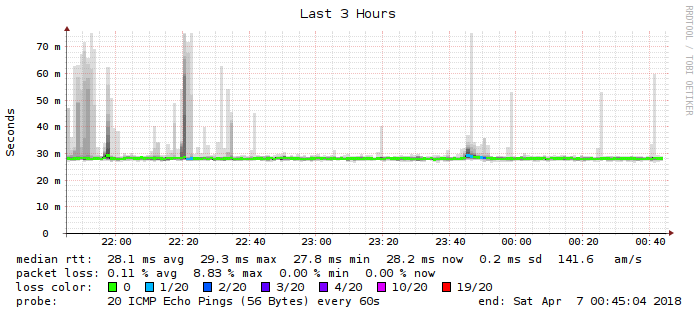 Last 3 Hours
RRDTOOL / TOBI OETIKER
Seconds
70 m
60 m
50 m
40 m
30 m
20 m
10 m
0
22:00 22:20 22:40 23:00 23:20 23:40 00:00 00:20 00:40
median rtt: 28.1 ms avg 29.3 ms max 27.8 ms min 28.2 ms now 0.2 ms sd 141.6 am/s
packet loss: 0.11 % avg 8.83 % max 0.00 % min 0.00 % now
loss color: 0 1/20 2/20 3/20 4/20 10/20 19/20
probe: 20 ICMP Echo Pings (56 Bytes) every 60s end: Sat Apr 7 00:45:04 2018